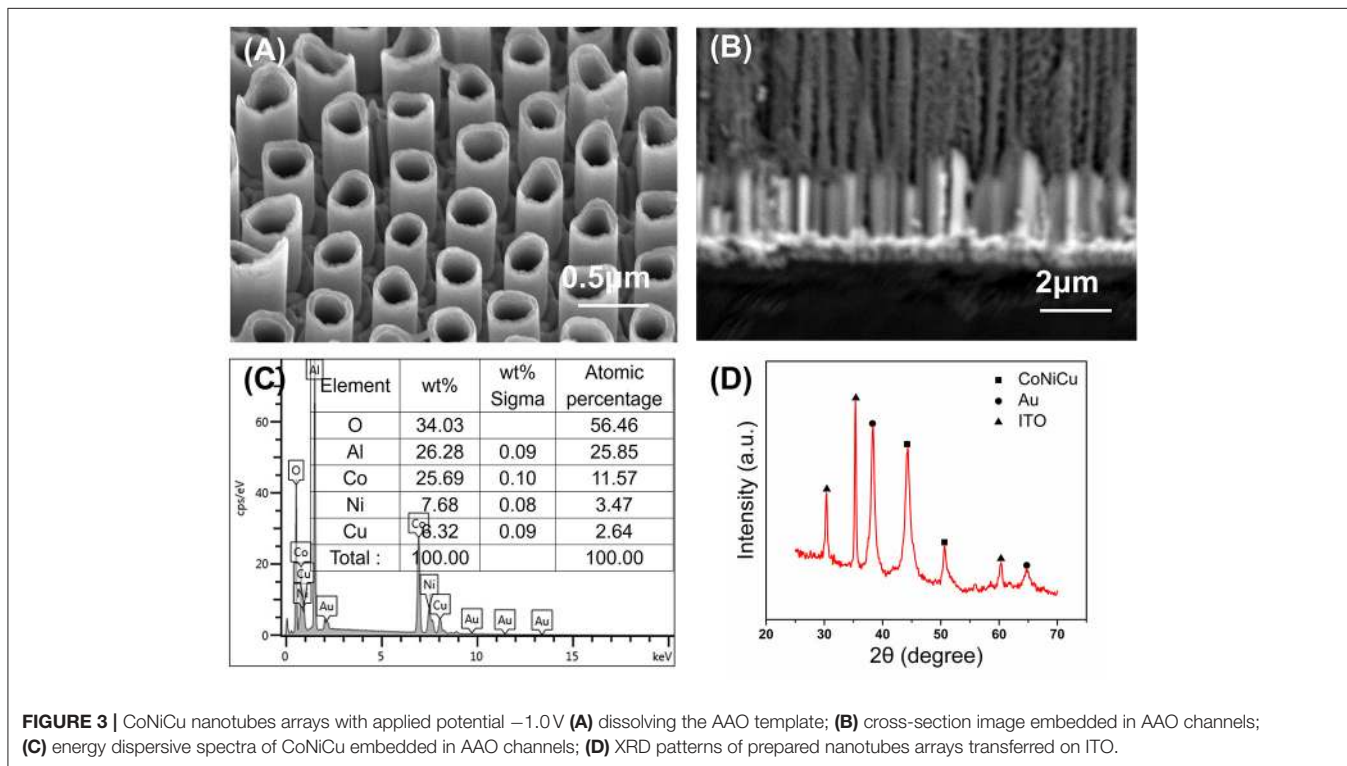 (A)
0.5μm
(B)
2μm
(C)
Element wt% wt% Sigma Atomic percentage
O 34.03 56.46
Al 26.28 0.09 25.85
Co 25.69 0.10 11.57
Ni 7.68 0.08 3.47
Cu 6.32 0.09 2.64
Total : 100.00 100.00
cps/eV
60
40
20
0
Al
O
Co
Cu
Ni
Au
Co
Ni
Cu
Au
Au
Au
0 5 10 15 keV
(D)
■ CoNiCu
● Au
▲ ITO
Intensity (a.u.)
20 30 40 50 60 70
2θ (degree)
FIGURE 3 | CoNiCu nanotubes arrays with applied potential −1.0 V (A) dissolving the AAO template; (B) cross-section image embedded in AAO channels;
(C) energy dispersive spectra of CoNiCu embedded in AAO channels; (D) XRD patterns of prepared nanotubes arrays transferred on ITO.